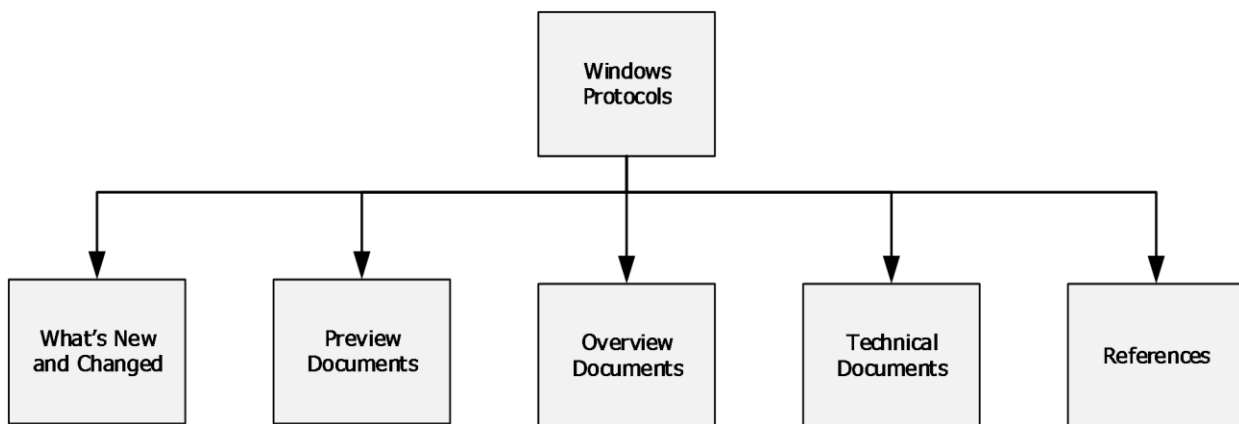 Windows
Protocols
What’s New
and Changed
Preview
Documents
Overview
Documents
Technical
Documents
References